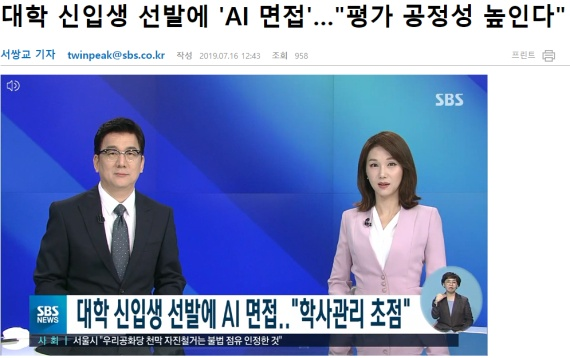 대학 신입생 선발에 'AI 면접'…"평가 공정성 높인다"
서쌍교 기자 twinpeak@sbs.co.kr 작성 2019.07.16 12:43 조회 958 프린트
SBS
SBS NEWS
대학 신입생 선발에 AI 면접.."학사관리 초점"
사 회 서울시 "우리공화당 천막 자진철거는 불법 점유 인정한 것"